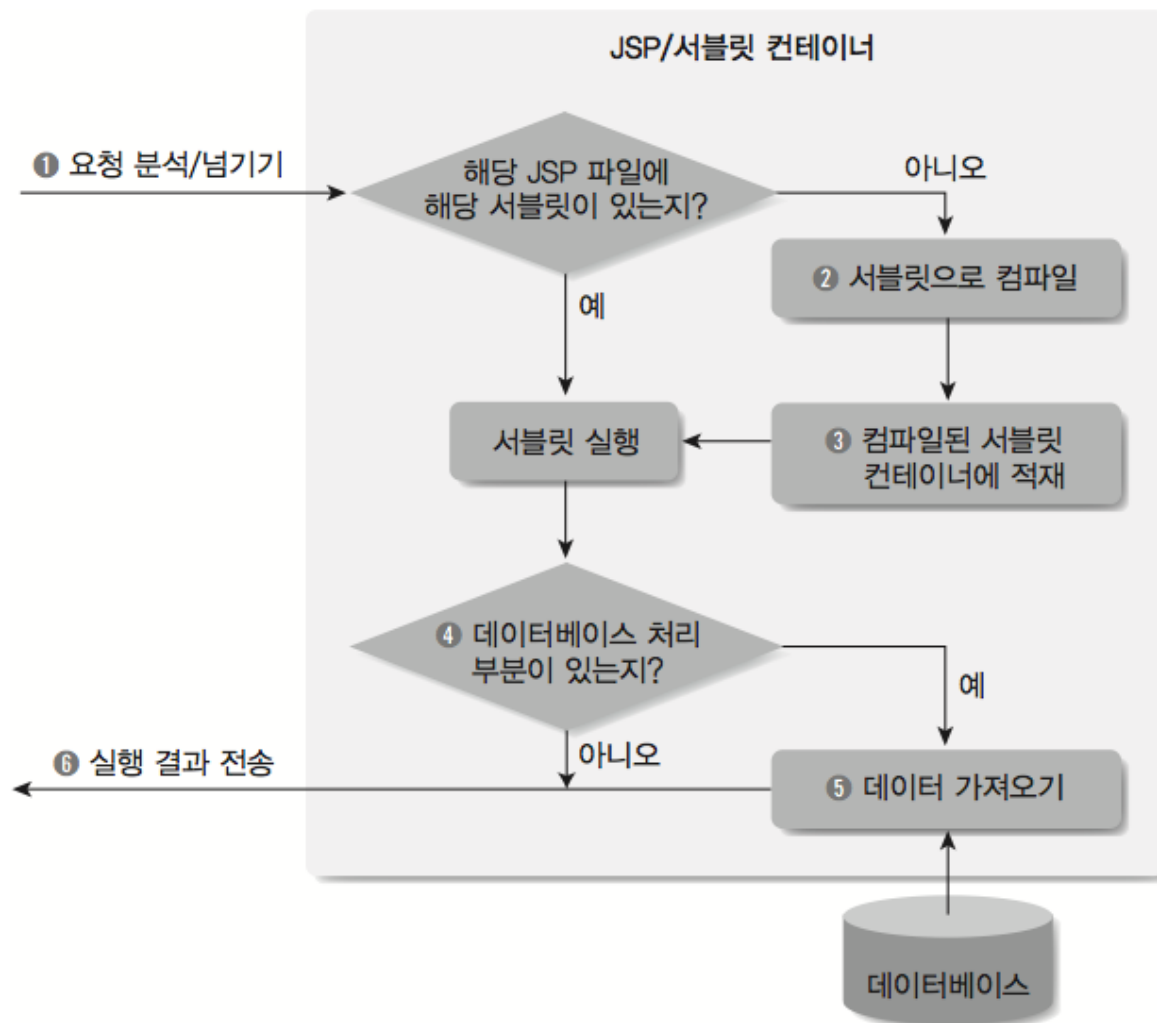 JSP/서블릿 컨테이너
❶ 요청 분석/넘기기
해당 JSP 파일에
해당 서블릿이 있는지?
아니오
❷ 서블릿으로 컴파일
예
서블릿 실행
❸ 컴파일된 서블릿
컨테이너에 적재
❹ 데이터베이스 처리
부분이 있는지?
예
아니오
❻ 실행 결과 전송
❺ 데이터 가져오기
데이터베이스